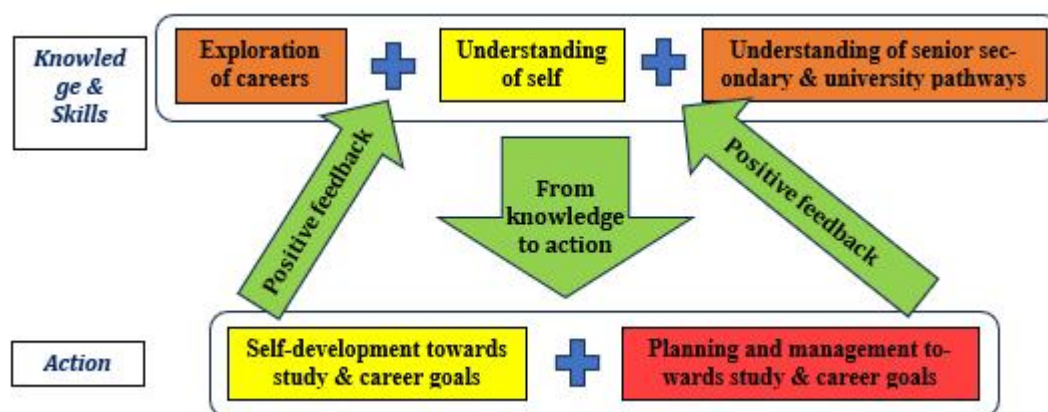 Knowled
ge &
Skills
Exploration
of careers
Understanding
of self
Understanding of senior sec-
ondary & university pathways
Positive feedback
From
knowledge
to action
Positive feedback
Action
Self-development towards
study & career goals
Planning and management to-
wards study & career goals